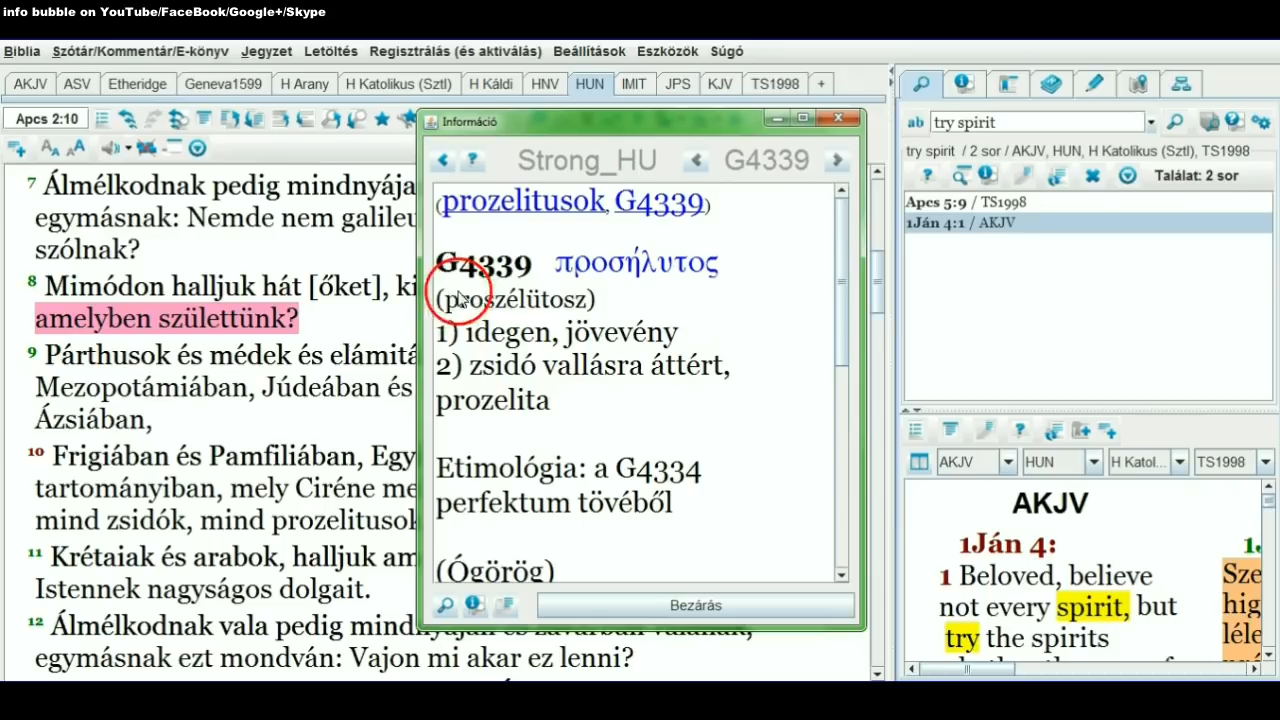 info bubble on YouTube/FaceBook/Google+/Skype
Biblia Szótár/Kommentár/E-könyv Jegyzet Letöltés Regisztrálás (és aktiválás) Beállítások Eszközök Súgó
AKJV ASV Etheridge Geneva1599 H Arany H Katolikus (Sztl) H Káldi HNV HUN IMIT JPS KJV TS1998 +
Apcs 2:10
7 Álmélkodnak pedig mindnyája
egymásnak: Nemde nem galileu
szólnak?
8 Mimódon halljuk hát [őket], ki
amelyben születtünk?
9 Párthusok és médek és elámitá
Mezopotámiában, Júdeában és
Ázsiában,
10 Frigiában és Pamfiliában, Egy
tartományiban, mely Ciréne me
mind zsidók, mind prozelitusok
11 Krétaiak és arabok, halljuk am
Istennek nagyságos dolgait.
12 Álmélkodnak vala pedig mindnyájan és zavarban valának,
egymásnak ezt mondván: Vajon mi akar ez lenni?
Információ
Strong_HU G4339
(prozelitusok, G4339)
G4339 προσήλυτος
(proszélütosz)
1) idegen, jövevény
2) zsidó vallásra áttért,
prozelita
Etimológia: a G4334
perfektum tövéből
(Ógörög)
Bezárás
ab try spirit
try spirit / 2 sor / AKJV, HUN, H Katolikus (Sztl), TS1998
Találat: 2 sor
Apcs 5:9 / TS1998
1Ján 4:1 / AKJV
AKJV HUN H Katol... TS1998
AKJV
1Ján 4:
1 Beloved, believe
not every spirit, but
try the spirits
1.
Sze
hig
léle